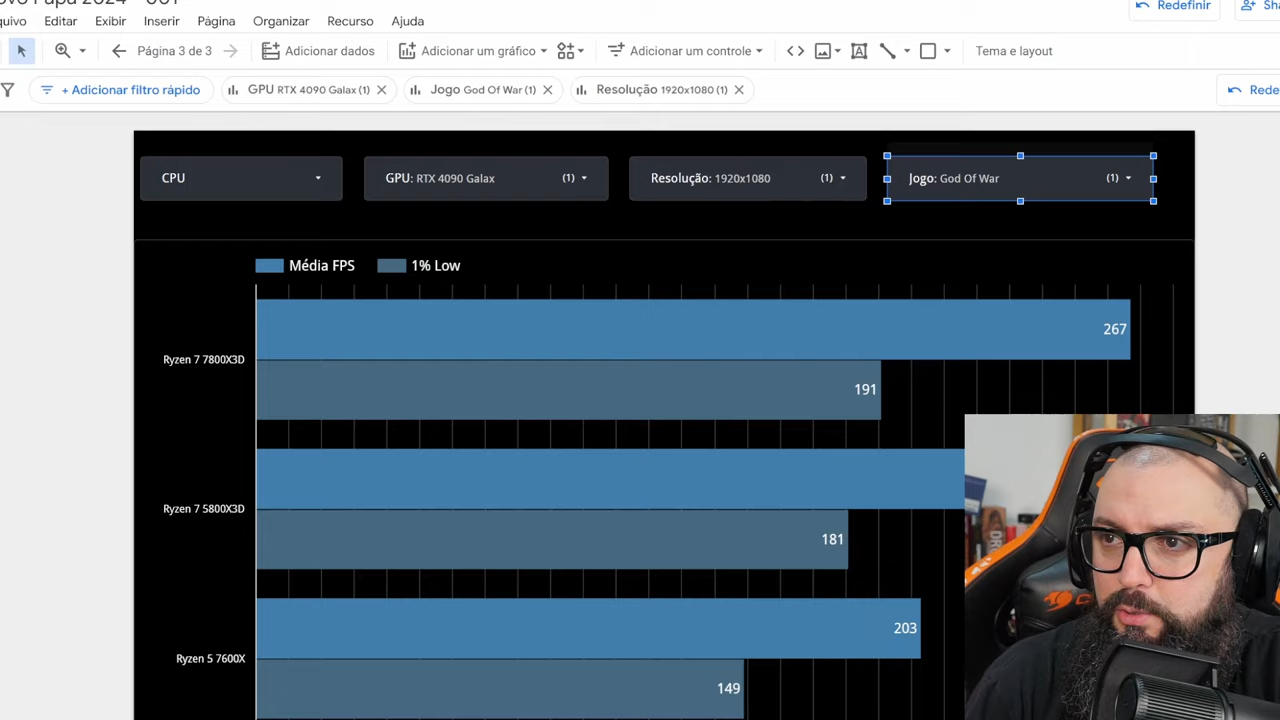 Editar Exibir Inserir Página Organizar Recurso Ajuda
Redefinir
Página 3 de 3 Adicionar dados Adicionar um gráfico Adicionar um controle Tema e layout
+ Adicionar filtro rápido GPU RTX 4090 Galax (1) Jogo God Of War (1) Resolução 1920x1080 (1)
CPU GPU: RTX 4090 Galax (1) Resolução: 1920x1080 (1) Jogo: God Of War (1)
Média FPS 1% Low
267
Ryzen 7 7800X3D
191
Ryzen 7 5800X3D
181
203
Ryzen 5 7600X
149